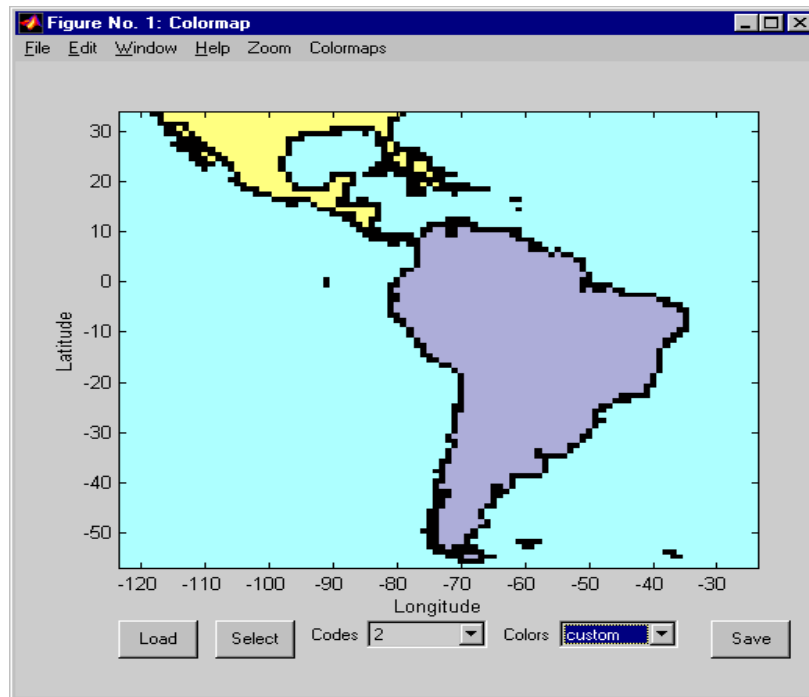 Figure No. 1: Colormap
File Edit Window Help Zoom Colormaps
30
20
10
0
-10
-20
-30
-40
-50
Latitude
-120 -110 -100 -90 -80 -70 -60 -50 -40 -30
Longitude
Load Select Codes 2 Colors custom Save